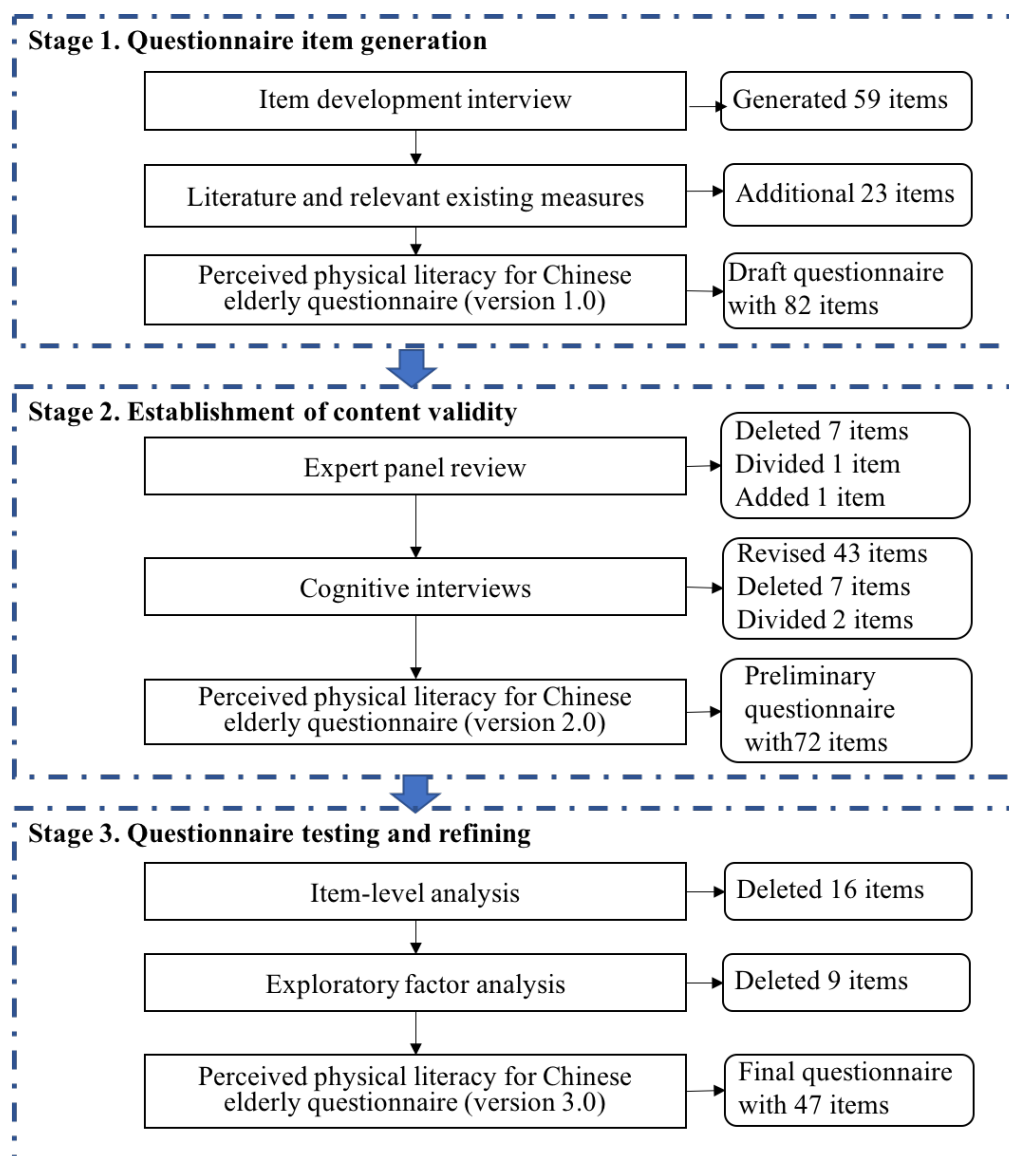 Stage 1. Questionnaire item generation
Item development interview
Generated 59 items
Literature and relevant existing measures
Additional 23 items
Perceived physical literacy for Chinese
elderly questionnaire (version 1.0)
Draft questionnaire
with 82 items
Stage 2. Establishment of content validity
Expert panel review
Deleted 7 items
Divided 1 item
Added 1 item
Cognitive interviews
Revised 43 items
Deleted 7 items
Divided 2 items
Perceived physical literacy for Chinese
elderly questionnaire (version 2.0)
Preliminary
questionnaire
with72 items
Stage 3. Questionnaire testing and refining
Item-level analysis
Deleted 16 items
Exploratory factor analysis
Deleted 9 items
Perceived physical literacy for Chinese
elderly questionnaire (version 3.0)
Final questionnaire
with 47 items